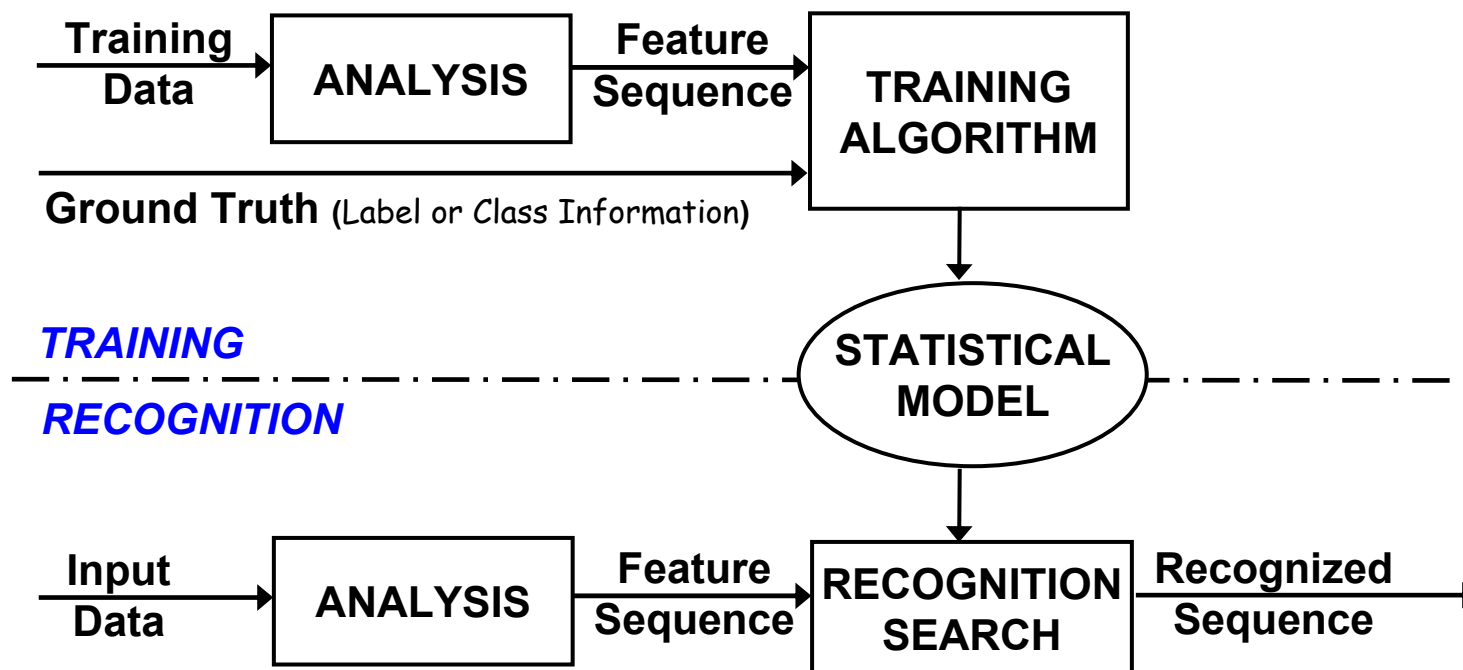 Training
Data
ANALYSIS
Feature
Sequence
TRAINING
ALGORITHM
Ground Truth (Label or Class Information)
TRAINING
STATISTICAL
MODEL
RECOGNITION
Input
Data
ANALYSIS
Feature
Sequence
RECOGNITION
SEARCH
Recognized
Sequence